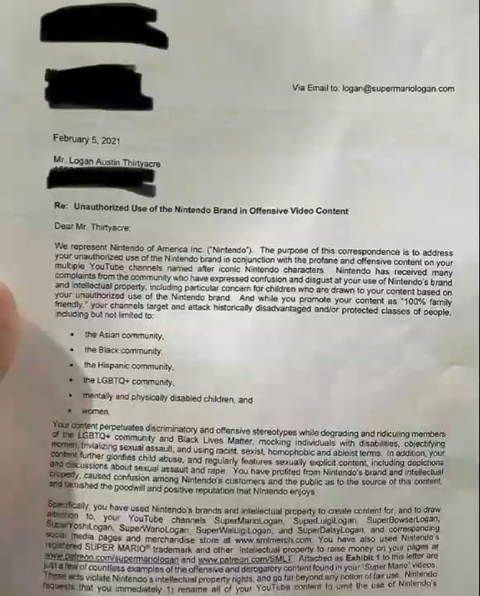 Via Email to: logan@supermariologan.com
February 5, 2021
Mr. Logan Austin Thirtyacre
Re: Unauthorized Use of the Nintendo Brand in Offensive Video Content
Dear Mr. Thirtyacre:
We represent Nintendo of America Inc. ("Nintendo"). The purpose of this correspondence is to address
your unauthorized use of the Nintendo brand in conjunction with the profane and offensive content on your
multiple YouTube channels named after iconic Nintendo characters. Nintendo has received many
complaints from the community who have expressed confusion and disgust at your use of Nintendo's brand
and intellectual property, including particular concern for children who are drawn to your content based on
your unauthorized use of the Nintendo brand. And while you promote your content as "100% family
friendly," your channels target and attack historically disadvantaged and/or protected classes of people,
including but not limited to:
• the Asian community,
• the Black community,
• the Hispanic community,
• the LGBTQ+ community,
• mentally and physically disabled children, and
• women.
Your content perpetuates discriminatory and offensive stereotypes while degrading and ridiculing members
of the LGBTQ+ community and Black Lives Matter, mocking individuals with disabilities, objectifying
women, trivializing sexual assault, and using racist, sexist, homophobic and ableist terms. In addition, your
content further glorifies child abuse, and regularly features sexually explicit content, including depictions
and discussions about sexual assault and rape. You have profited from Nintendo's brand and intellectual
property, caused confusion among Nintendo's customers and the public as to the source of this content,
and tarnished the goodwill and positive reputation that Nintendo enjoys.
Specifically, you have used Nintendo's brands and intellectual property to create content for, and to draw
attention to, your YouTube channels SuperMarioLogan, SuperLuigiLogan, SuperBowserLogan,
SuperYoshiLogan, SuperWarioLogan, SuperWaluigiLogan, and SuperDaisyLogan, and corresponding
social media pages and merchandise store at www.smlmerch.com. You have also used Nintendo's
registered SUPER MARIO® trademark and other intellectual property to raise money on your pages at
www.patreon.com/supermariologan and www.patreon.com/SMLT. Attached as Exhibit 1 to this letter are
just a few of countless examples of the offensive and derogatory content found in your "Super Mario" videos.
These acts violate Nintendo's intellectual property rights, and go far beyond any notion of fair use. Nintendo
requests that you immediately 1) rename all of your YouTube content to omit the use of Nintendo's